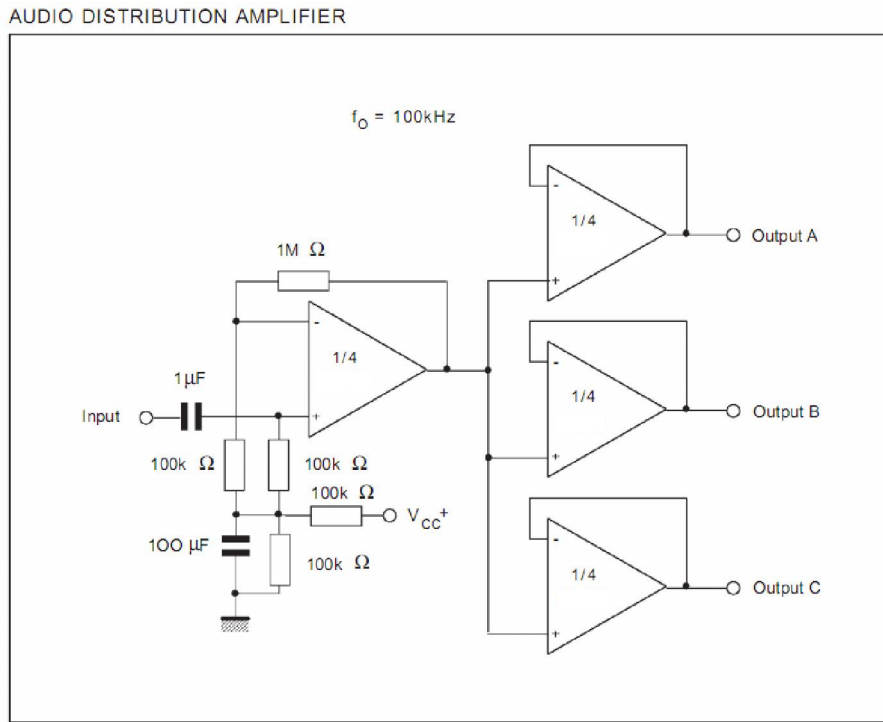 AUDIO DISTRIBUTION AMPLIFIER
fO = 100kHz
-
1/4
+
Output A
1M Ω
-
1/4
+
1µF
Input
100k Ω
100k Ω
100k Ω
VCC+
100 µF
100k Ω
-
1/4
+
Output B
-
1/4
+
Output C